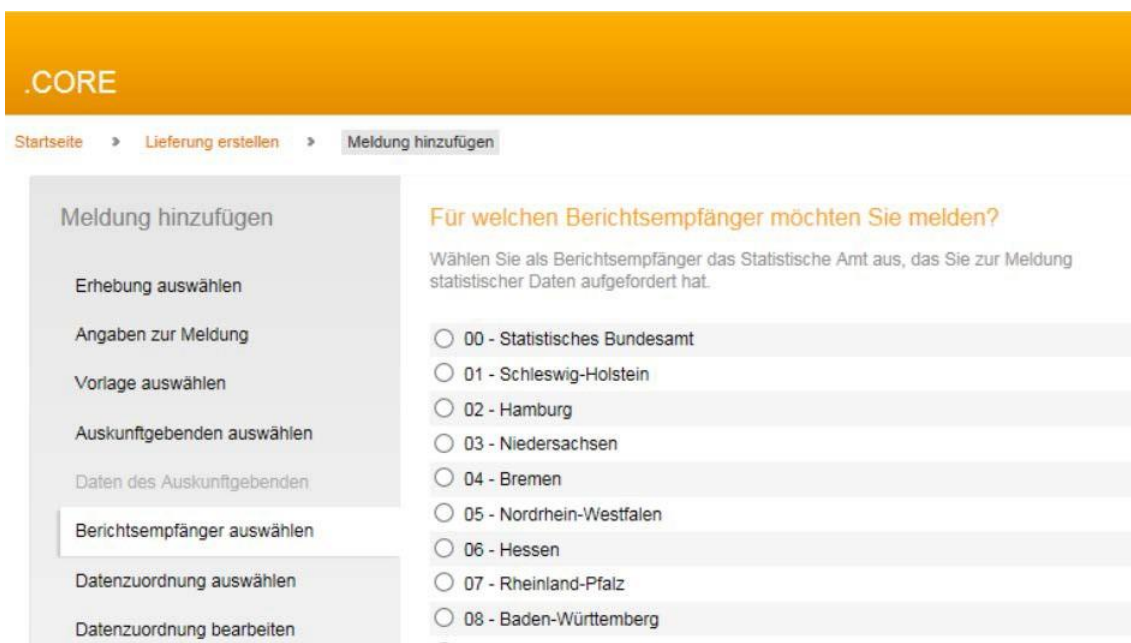 .CORE
Startseite > Lieferung erstellen > Meldung hinzufügen
Meldung hinzufügen
Erhebung auswählen
Angaben zur Meldung
Vorlage auswählen
Auskunftgebenden auswählen
Daten des Auskunftgebenden
Berichtsempfänger auswählen
Datenzuordnung auswählen
Datenzuordnung bearbeiten
Für welchen Berichtsempfänger möchten Sie melden?
Wählen Sie als Berichtsempfänger das Statistische Amt aus, das Sie zur Meldung
statistischer Daten aufgefordert hat.
00 - Statistisches Bundesamt
01 - Schleswig-Holstein
02 - Hamburg
03 - Niedersachsen
04 - Bremen
05 - Nordrhein-Westfalen
06 - Hessen
07 - Rheinland-Pfalz
08 - Baden-Württemberg